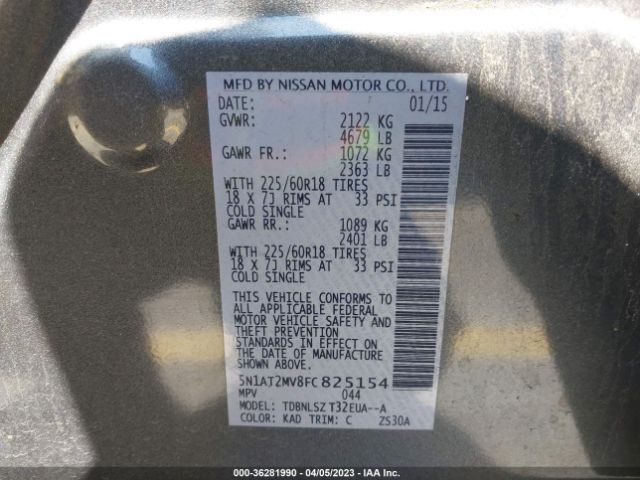 MFD BY NISSAN MOTOR CO., LTD.
DATE: 01/15
GVWR: 2122 KG
4679 LB
GAWR FR.: 1072 KG
2363 LB
WITH 225/60R18 TIRES
18 X 7J RIMS AT 33 PSI
COLD SINGLE
GAWR RR.: 1089 KG
2401 LB
WITH 225/60R18 TIRES
18 X 7J RIMS AT 33 PSI
COLD SINGLE
THIS VEHICLE CONFORMS TO
ALL APPLICABLE FEDERAL
MOTOR VEHICLE SAFETY AND
THEFT PREVENTION
STANDARDS IN EFFECT ON
THE DATE OF MANUFACTURE
SHOWN ABOVE.
5N1AT2MV8FC825154
MPV 044
MODEL: TDBNLSZ T32EUA--A
COLOR: KAD TRIM: C ZS30A
000-36281990 - 04/05/2023 - IAA Inc.